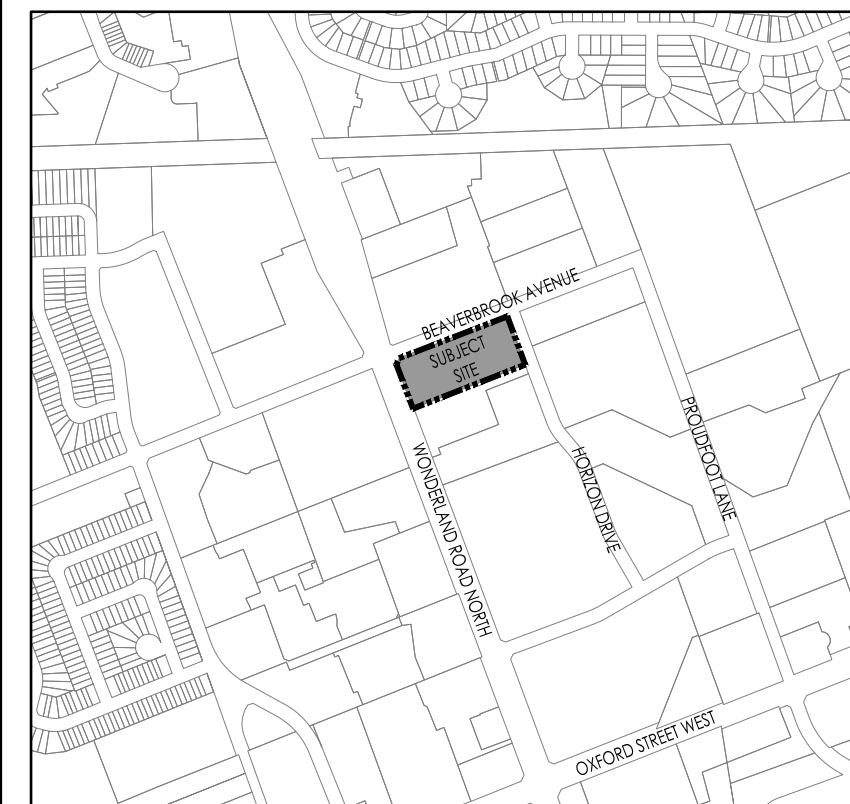 BEAVERBROOK AVENUE
SUBJECT
SITE
PROUDFOOT LANE
WONDERLAND ROAD NORTH
HORIZON DRIVE
OXFORD STREET WEST